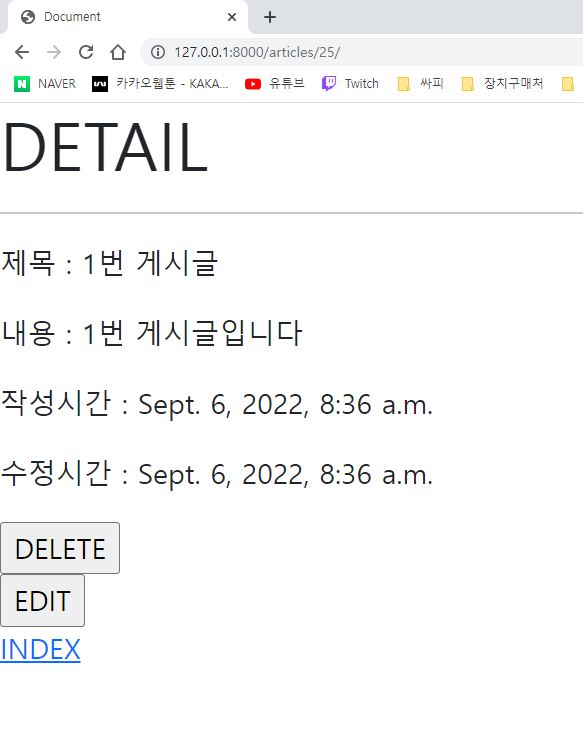 Document
127.0.0.1:8000/articles/25/
NAVER 카카오웹툰 - KAKA... 유튜브 Twitch 싸피 장치구매처
DETAIL
제목 : 1번 게시글
내용 : 1번 게시글입니다
작성시간 : Sept. 6, 2022, 8:36 a.m.
수정시간 : Sept. 6, 2022, 8:36 a.m.
DELETE
EDIT
INDEX